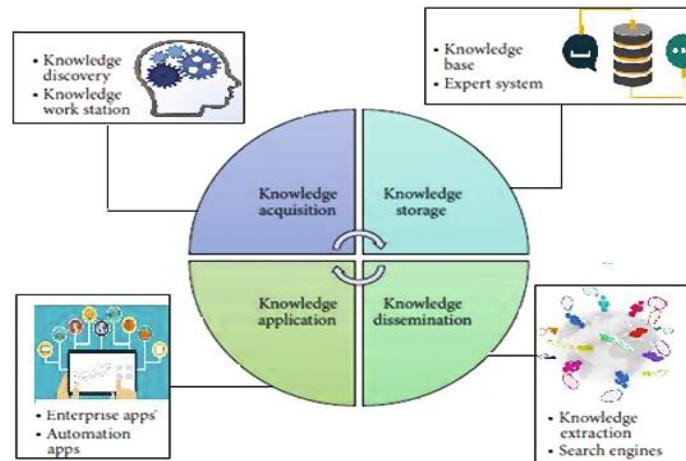 • Knowledge
discovery
• Knowledge
work station
• Knowledge
base
• Expert system
Knowledge
acquisition
Knowledge
storage
Knowledge
application
Knowledge
dissemination
• Enterprise apps
• Automation
apps
• Knowledge
extraction
• Search engines